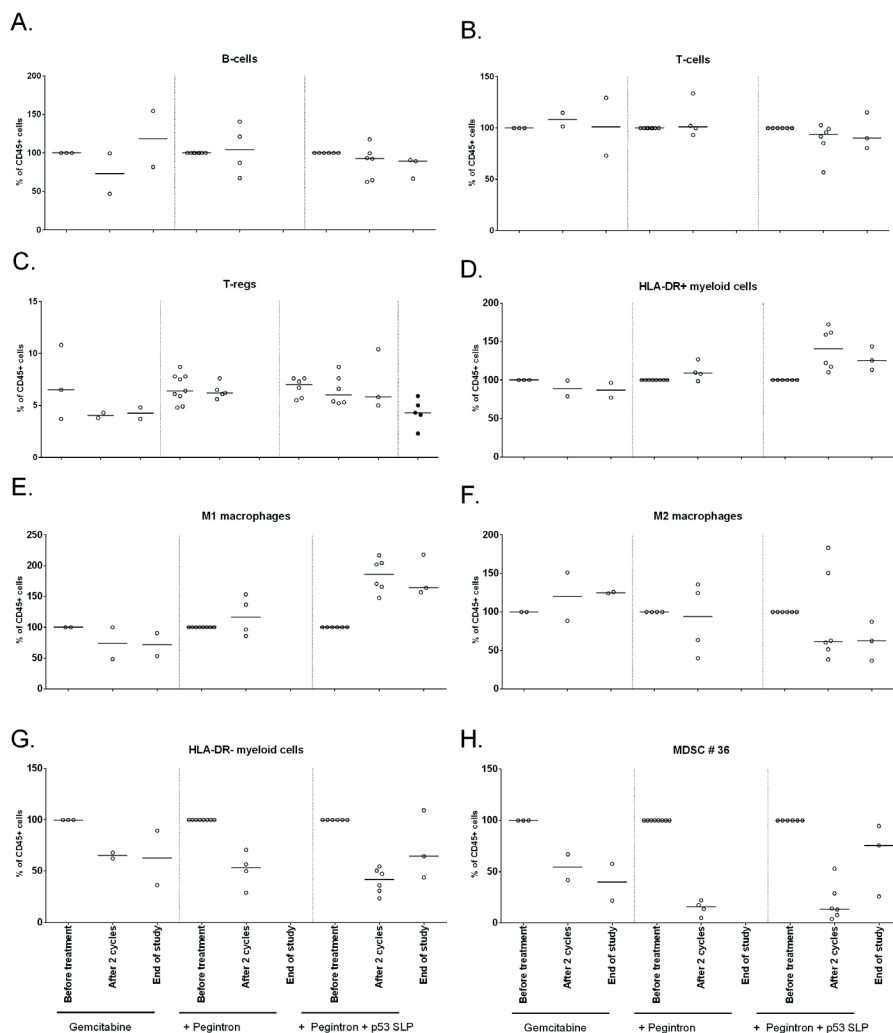 A.
B-cells
% of CD45+ cells
200
150
100
50
0
B.
T-cells
% of CD45+ cells
150
100
50
0
C.
T-regs
% of CD45+ cells
15
10
5
0
D.
HLA-DR+ myeloid cells
% of CD45+ cells
200
150
100
50
0
E.
M1 macrophages
% of CD45+ cells
250
200
150
100
50
0
F.
M2 macrophages
% of CD45+ cells
200
150
100
50
0
G.
HLA-DR- myeloid cells
% of CD45+ cells
150
100
50
0
Before treatment
After 2 cycles
End of study
Before treatment
After 2 cycles
End of study
Before treatment
After 2 cycles
End of study
Gemcitabine
+ Pegintron
+ Pegintron + p53 SLP
H.
MDSC # 36
% of CD45+ cells
150
100
50
0
Before treatment
After 2 cycles
End of study
Before treatment
After 2 cycles
End of study
Before treatment
After 2 cycles
End of study
Gemcitabine
+ Pegintron
+ Pegintron + p53 SLP